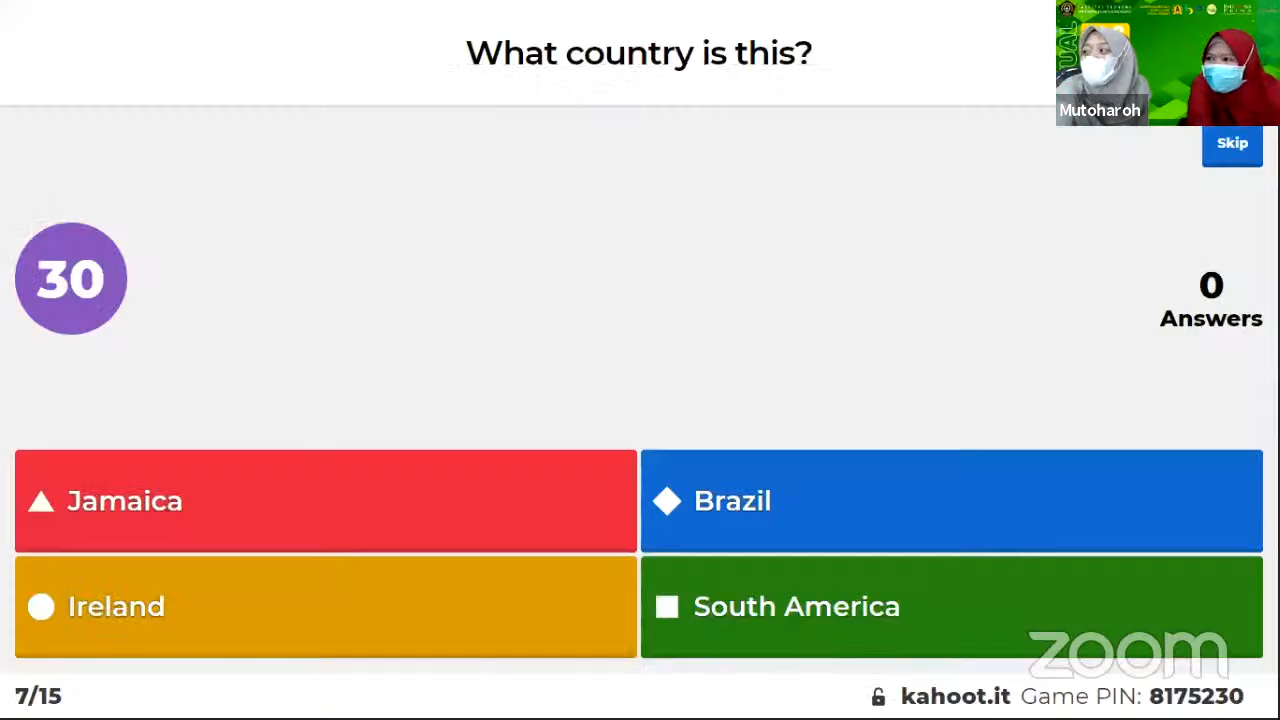 What country is this?
Mutoharoh
Skip
30
0
Answers
Jamaica
Brazil
Ireland
South America
zoom
7/15
kahoot.it Game PIN: 8175230